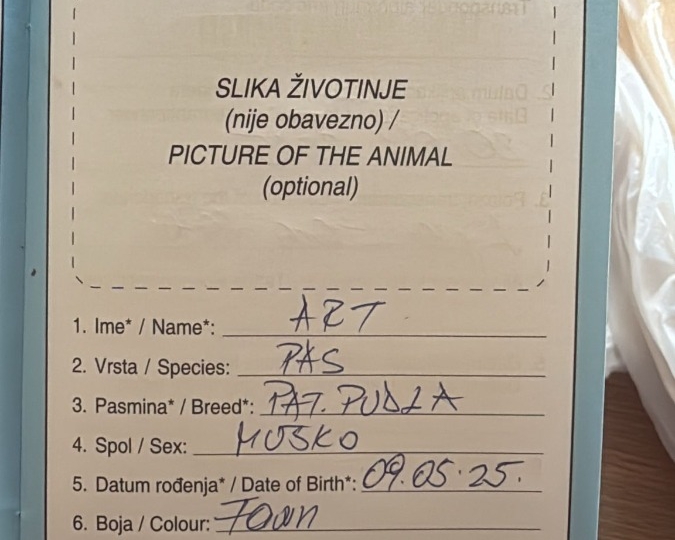 SLIKA ŽIVOTINJE
(nije obavezno) /
PICTURE OF THE ANIMAL
(optional)
1. Ime* / Name*: ART
2. Vrsta / Species: PAS
3. Pasmina* / Breed*: PAT. PUDLA
4. Spol / Sex: MUŠKO
5. Datum rođenja* / Date of Birth*: 09.05.25.
6. Boja / Colour: